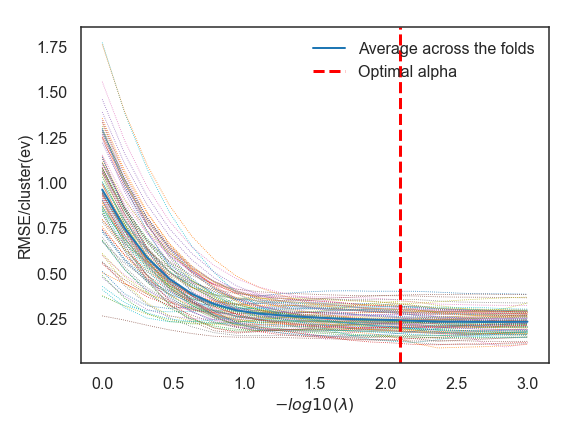 1.75
1.50
1.25
1.00
0.75
0.50
0.25
RMSE/cluster(ev)
Average across the folds
Optimal alpha
0.0 0.5 1.0 1.5 2.0 2.5 3.0
−log10(λ)